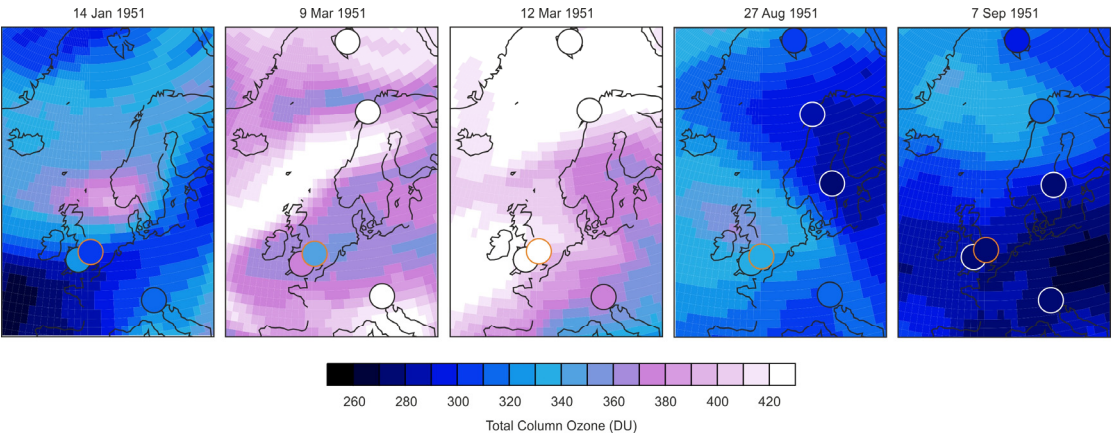 14 Jan 1951 9 Mar 1951 12 Mar 1951 27 Aug 1951 7 Sep 1951
260 280 300 320 340 360 380 400 420
Total Column Ozone (DU)